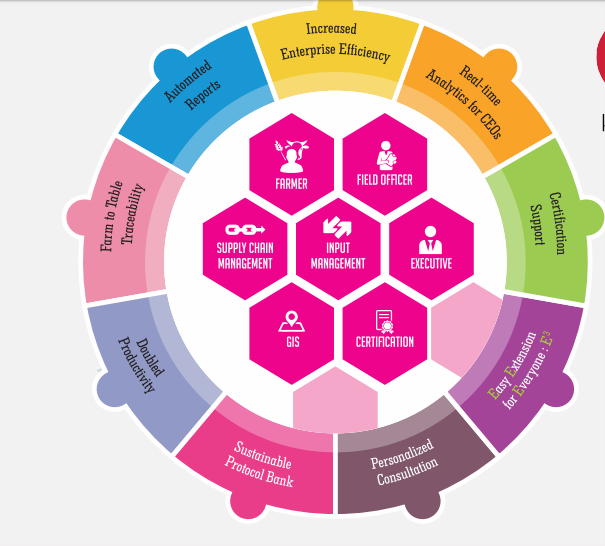 Increased
Enterprise Efficiency
Real-time
Analytics for CEOs
Certification
Support
Easy Extension
for Everyone : E³
Personalized
Consultation
Sustainable
Protocol Bank
Doubled
Productivity
Farm to Table
Traceability
Automated
Reports
FARMER
FIELD OFFICER
SUPPLY CHAIN
MANAGEMENT
INPUT
MANAGEMENT
EXECUTIVE
GIS
CERTIFICATION